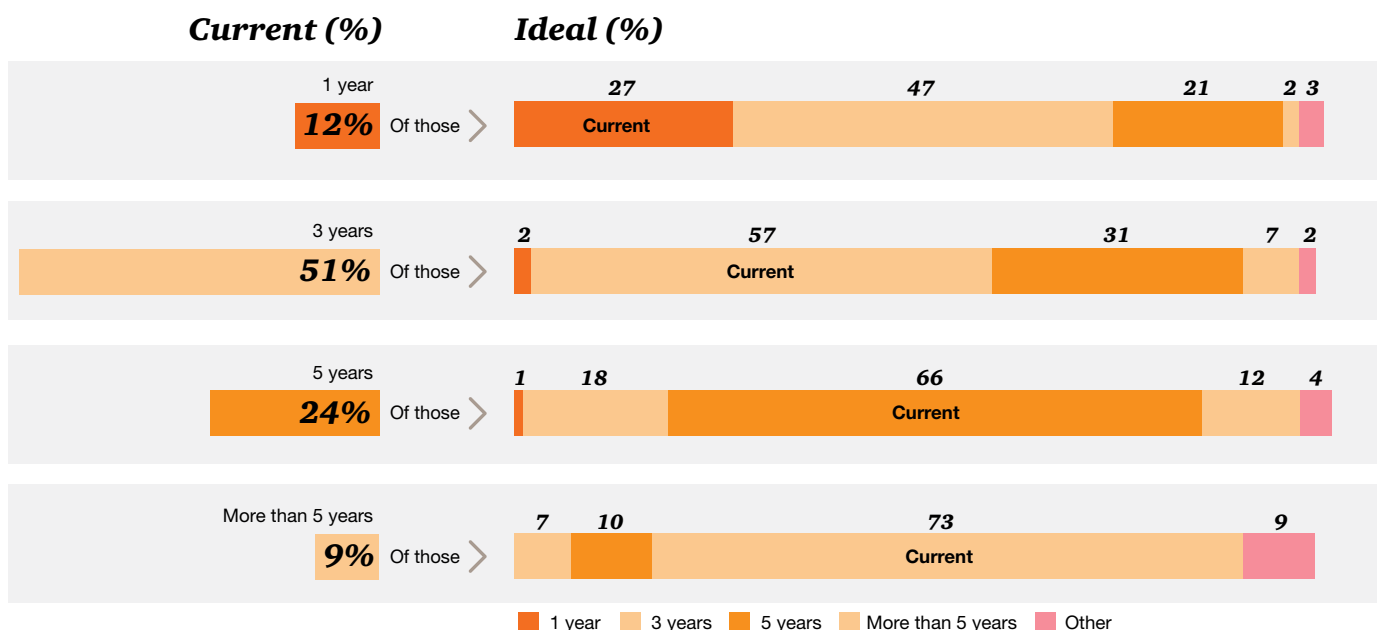 Current (%) Ideal (%)
1 year
27 47 21 2 3
12% Of those Current
3 years
2 57 31 7 2
51% Of those Current
5 years
1 18 66 12 4
24% Of those Current
More than 5 years
7 10 73 9
9% Of those Current
1 year 3 years 5 years More than 5 years Other